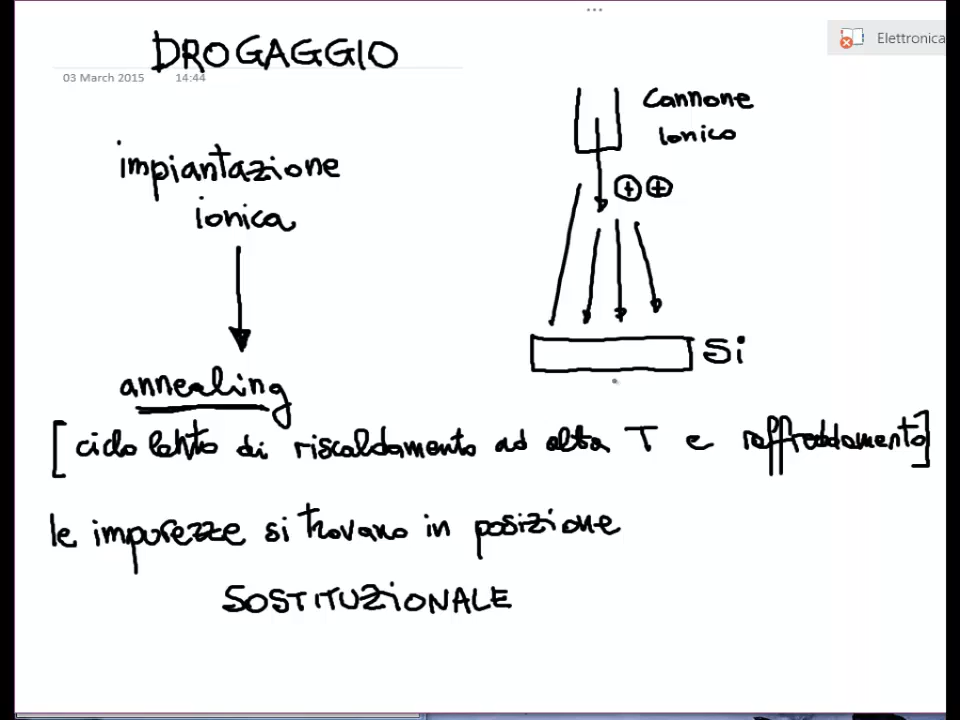 DROGAGGIO
03 March 2015 14:44
Elettronica
Cannone
Ionico
impiantazione
ionica
⊕ ⊕
Si
annealing
[ciclo lento di riscaldamento ad alta T e raffreddamento]
le impurezze si trovano in posizione
SOSTITUZIONALE